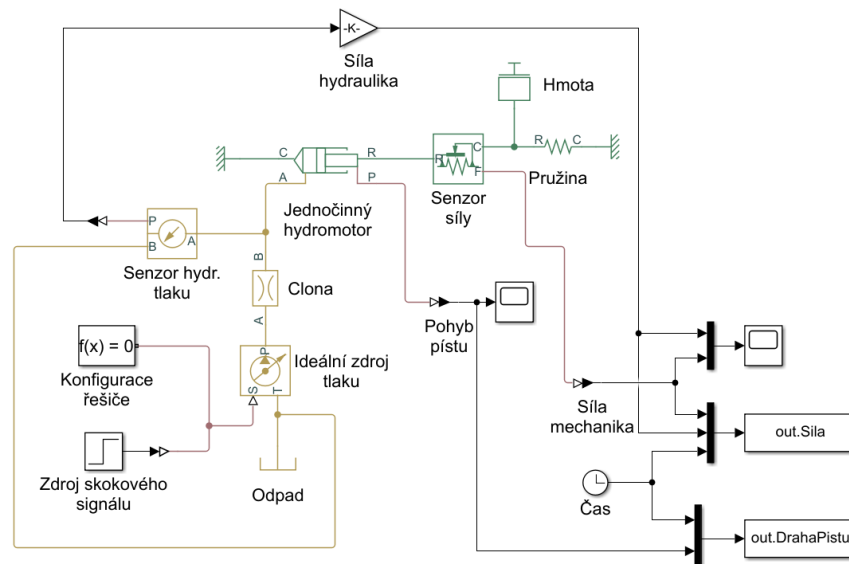 -K-
Síla
hydraulika
Hmota
C
R
A
P
R
C
F
R
C
Pružina
Senzor
síly
Jednočinný
hydromotor
P
B
A
Senzor hydr.
tlaku
B
Clona
A
f(x) = 0
Konfigurace
řešiče
P
S
T
Ideální zdroj
tlaku
Pohyb
pístu
Síla
mechanika
Zdroj skokového
signálu
Odpad
Čas
out.Sila
out.DrahaPistu